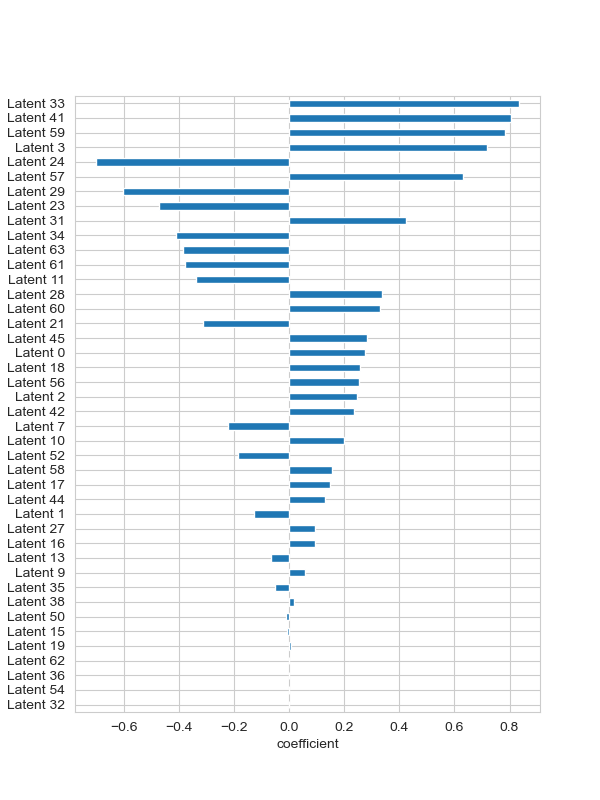 Latent 33
Latent 41
Latent 59
Latent 3
Latent 24
Latent 57
Latent 29
Latent 23
Latent 31
Latent 34
Latent 63
Latent 61
Latent 11
Latent 28
Latent 60
Latent 21
Latent 45
Latent 0
Latent 18
Latent 56
Latent 2
Latent 42
Latent 7
Latent 10
Latent 52
Latent 58
Latent 17
Latent 44
Latent 1
Latent 27
Latent 16
Latent 13
Latent 9
Latent 35
Latent 38
Latent 50
Latent 15
Latent 19
Latent 62
Latent 36
Latent 54
Latent 32
−0.6 −0.4 −0.2 0.0 0.2 0.4 0.6 0.8
coefficient